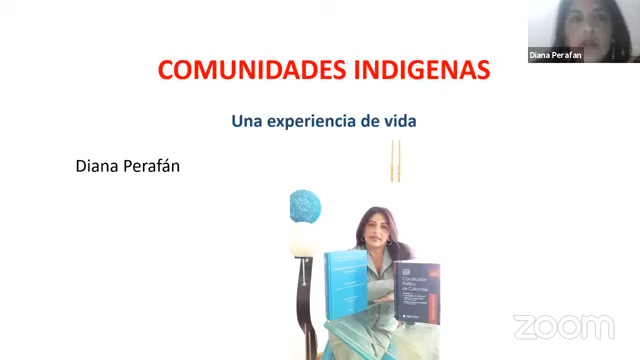 COMUNIDADES INDIGENAS
Diana Perafan
Una experiencia de vida
Diana Perafán
Constitución
Política
de Colombia
zoom